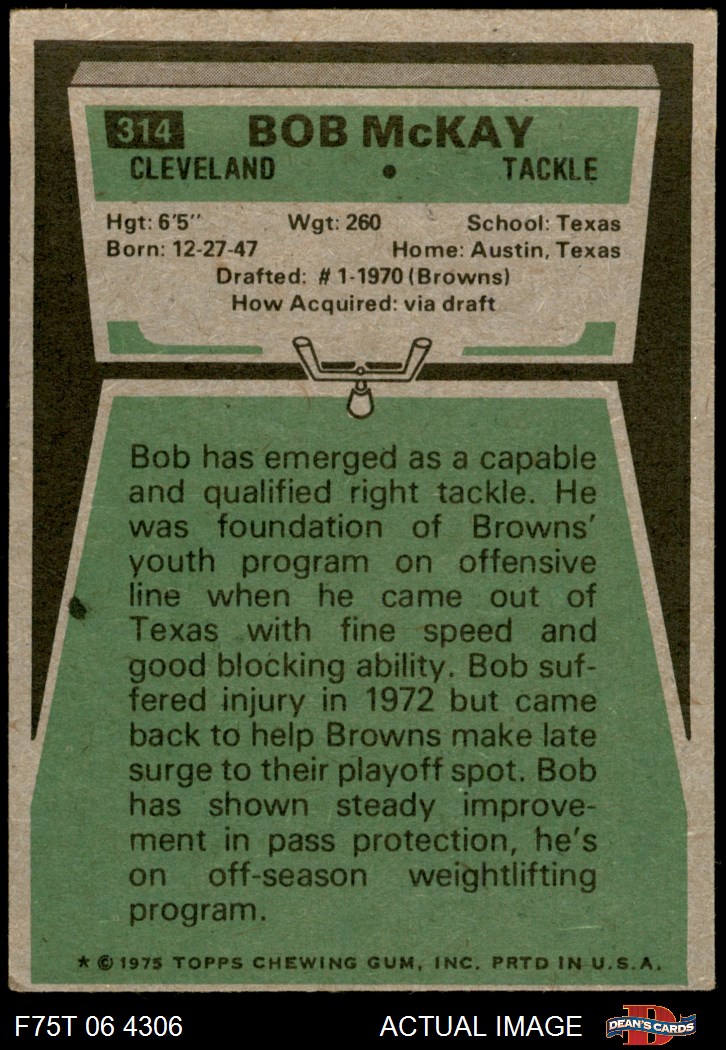 314 BOB McKAY
CLEVELAND • TACKLE
Hgt: 6'5" Wgt: 260 School: Texas
Born: 12-27-47 Home: Austin, Texas
Drafted: #1-1970 (Browns)
How Acquired: via draft
Bob has emerged as a capable
and qualified right tackle. He
was foundation of Browns'
youth program on offensive
line when he came out of
Texas with fine speed and
good blocking ability. Bob suf-
fered injury in 1972 but came
back to help Browns make late
surge to their playoff spot. Bob
has shown steady improve-
ment in pass protection, he's
on off-season weightlifting
program.
* © 1975 TOPPS CHEWING GUM, INC. PRTD IN U.S.A.
F75T 06 4306 ACTUAL IMAGE D DEAN'S CARDS